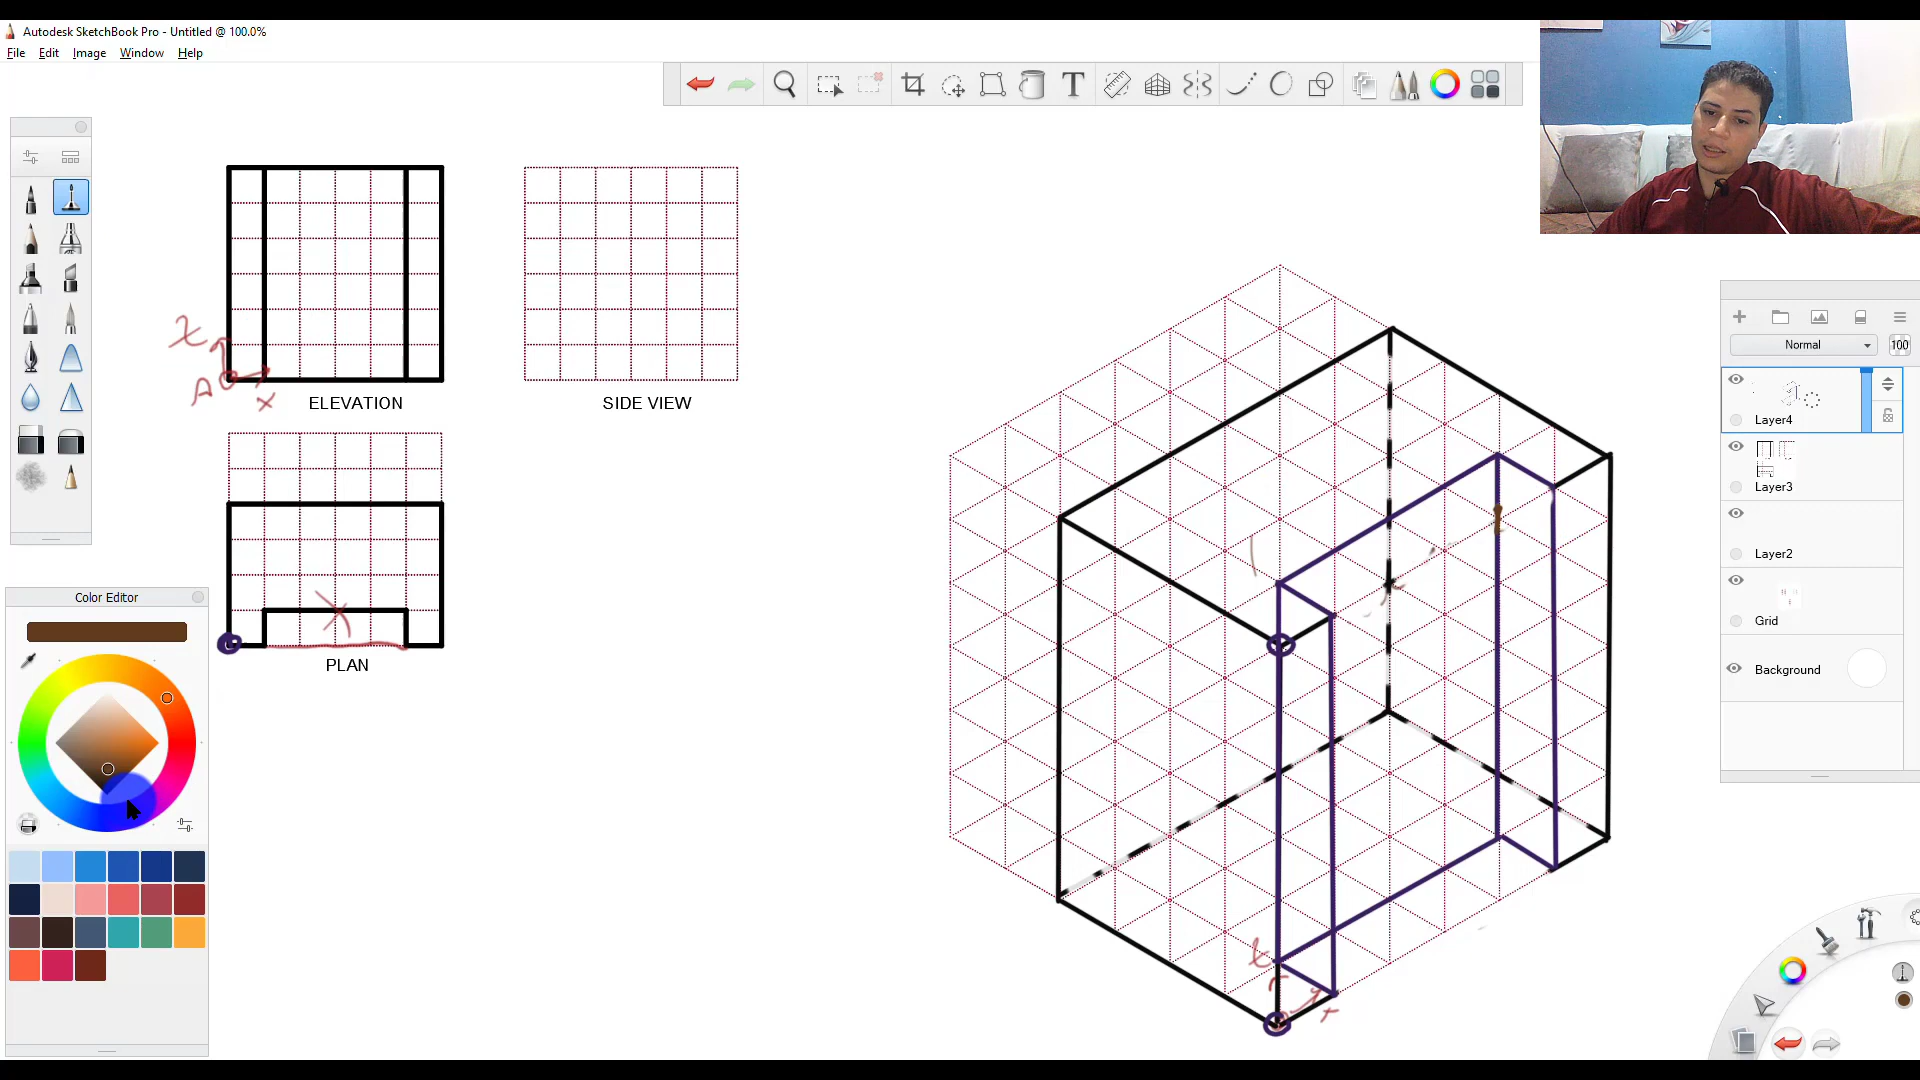 Autodesk SketchBook Pro - Untitled @ 100.0%
File Edit Image Window Help
T
Normal 100
Layer4
Layer3
Layer2
Grid
Background
Z
A
x
ELEVATION
SIDE VIEW
PLAN
Color Editor
x